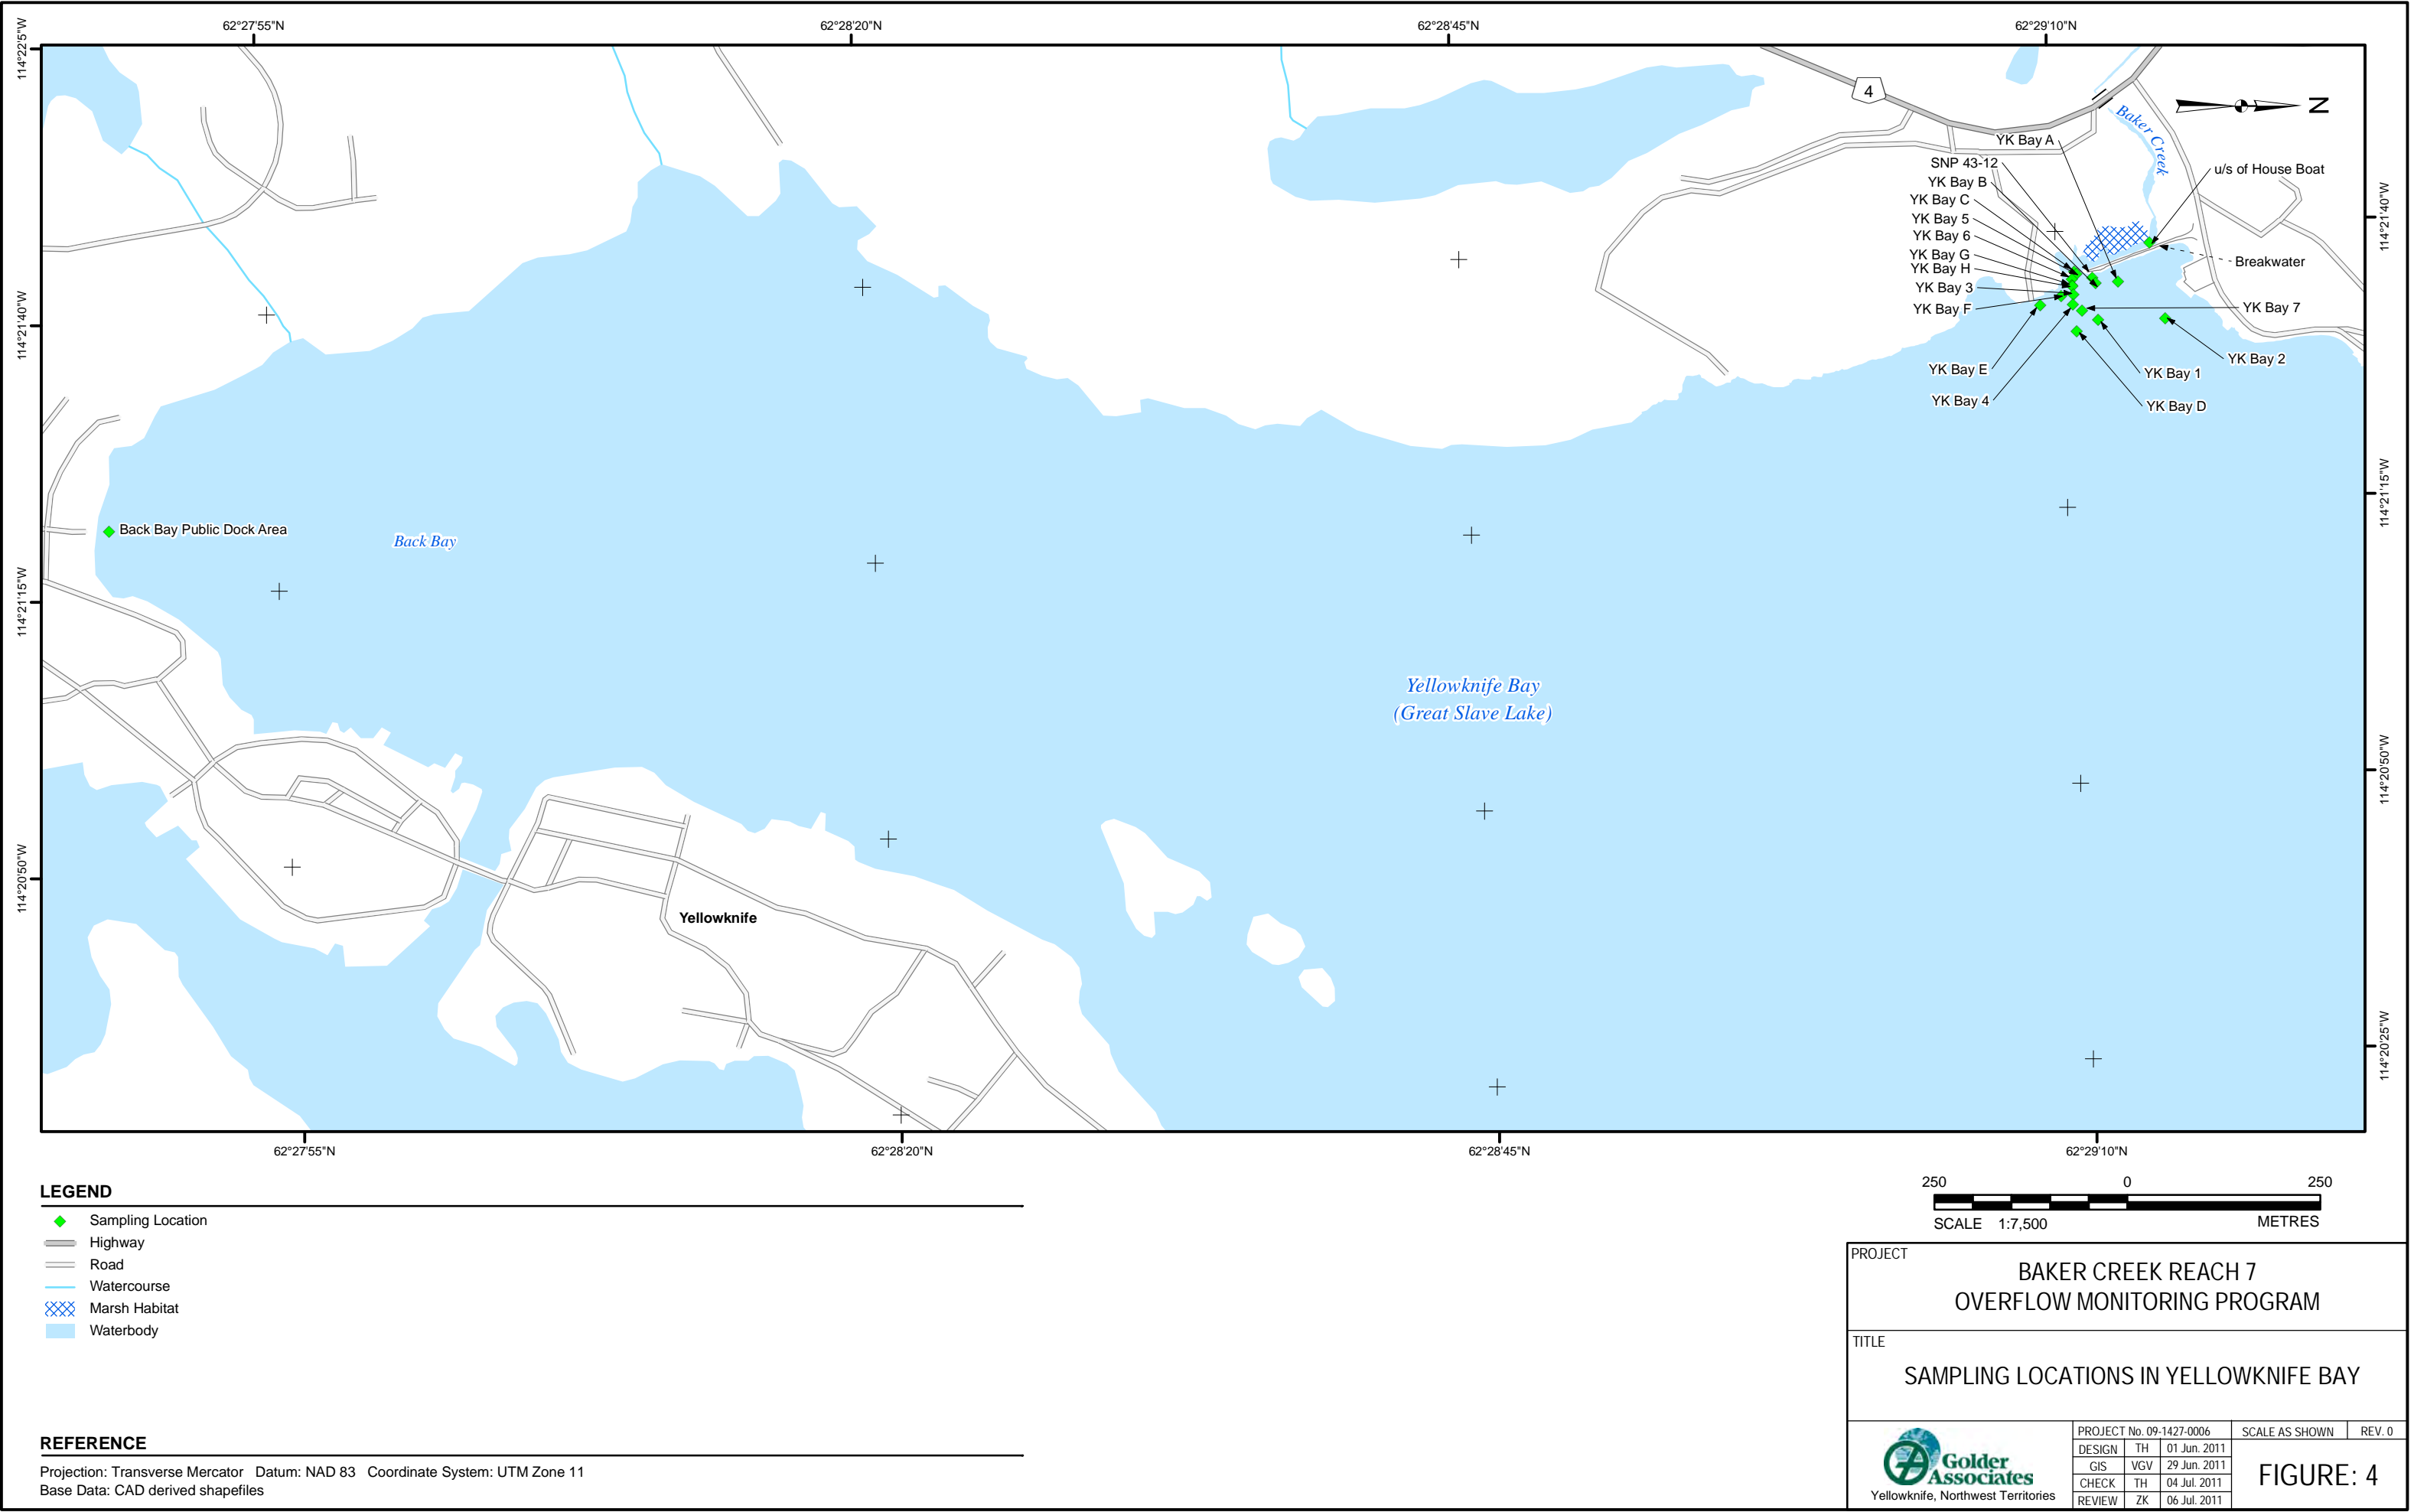 62°27'55"N
62°28'20"N
62°28'45"N
62°29'10"N
114°22'5"W
114°21'40"W
114°21'15"W
114°20'50"W
114°21'40"W
114°21'15"W
114°20'50"W
114°20'25"W
4
N
Baker Creek
YK Bay A
SNP 43-12
YK Bay B
YK Bay C
YK Bay 5
YK Bay 6
YK Bay G
YK Bay H
YK Bay 3
YK Bay F
YK Bay E
YK Bay 4
u/s of House Boat
Breakwater
YK Bay 7
YK Bay 2
YK Bay 1
YK Bay D
Back Bay Public Dock Area
Back Bay
Yellowknife Bay
(Great Slave Lake)
Yellowknife
62°27'55"N
62°28'20"N
62°28'45"N
62°29'10"N
LEGEND
Sampling Location
Highway
Road
Watercourse
Marsh Habitat
Waterbody
REFERENCE
Projection: Transverse Mercator Datum: NAD 83 Coordinate System: UTM Zone 11
Base Data: CAD derived shapefiles
250 0 250
SCALE 1:7,500 METRES
PROJECT
BAKER CREEK REACH 7
OVERFLOW MONITORING PROGRAM
TITLE
SAMPLING LOCATIONS IN YELLOWKNIFE BAY
Golder
Associates
Yellowknife, Northwest Territories
PROJECT No. 09-1427-0006 SCALE AS SHOWN REV. 0
DESIGN TH 01 Jun. 2011
GIS VGV 29 Jun. 2011
CHECK TH 04 Jul. 2011
REVIEW ZK 06 Jul. 2011
FIGURE: 4